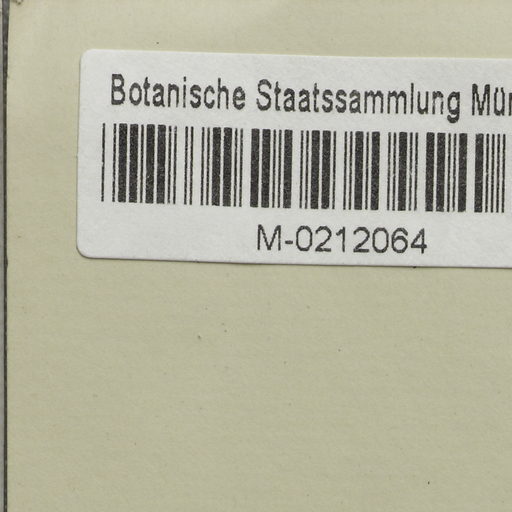 Botanische Staatssammlung Mün
M-0212064